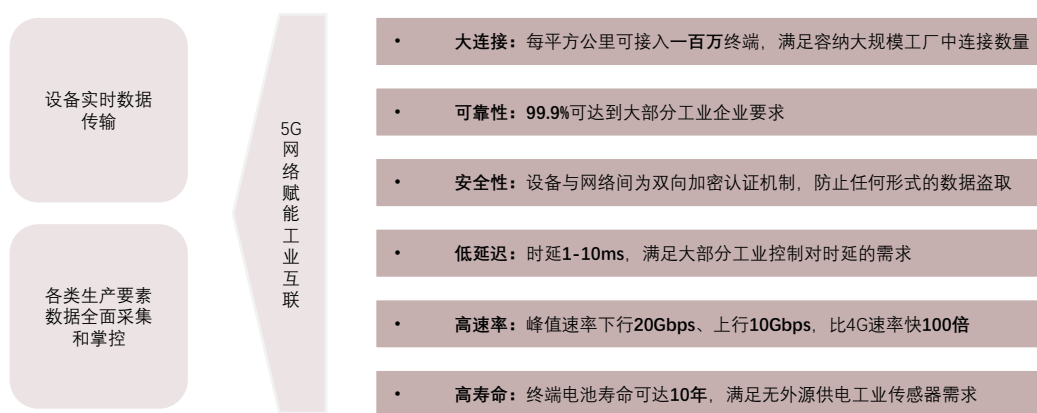 设备实时数据
传输
各类生产要素
数据全面采集
和掌控
5G
网
络
赋
能
工
业
互
联
• 大连接：每平方公里可接入一百万终端，满足容纳大规模工厂中连接数量
• 可靠性：99.9%可达到大部分工业企业要求
• 安全性：设备与网络间为双向加密认证机制，防止任何形式的数据盗取
• 低延迟：时延1-10ms，满足大部分工业控制对时延的需求
• 高速率：峰值速率下行20Gbps、上行10Gbps，比4G速率快100倍
• 高寿命：终端电池寿命可达10年，满足无外源供电工业传感器需求